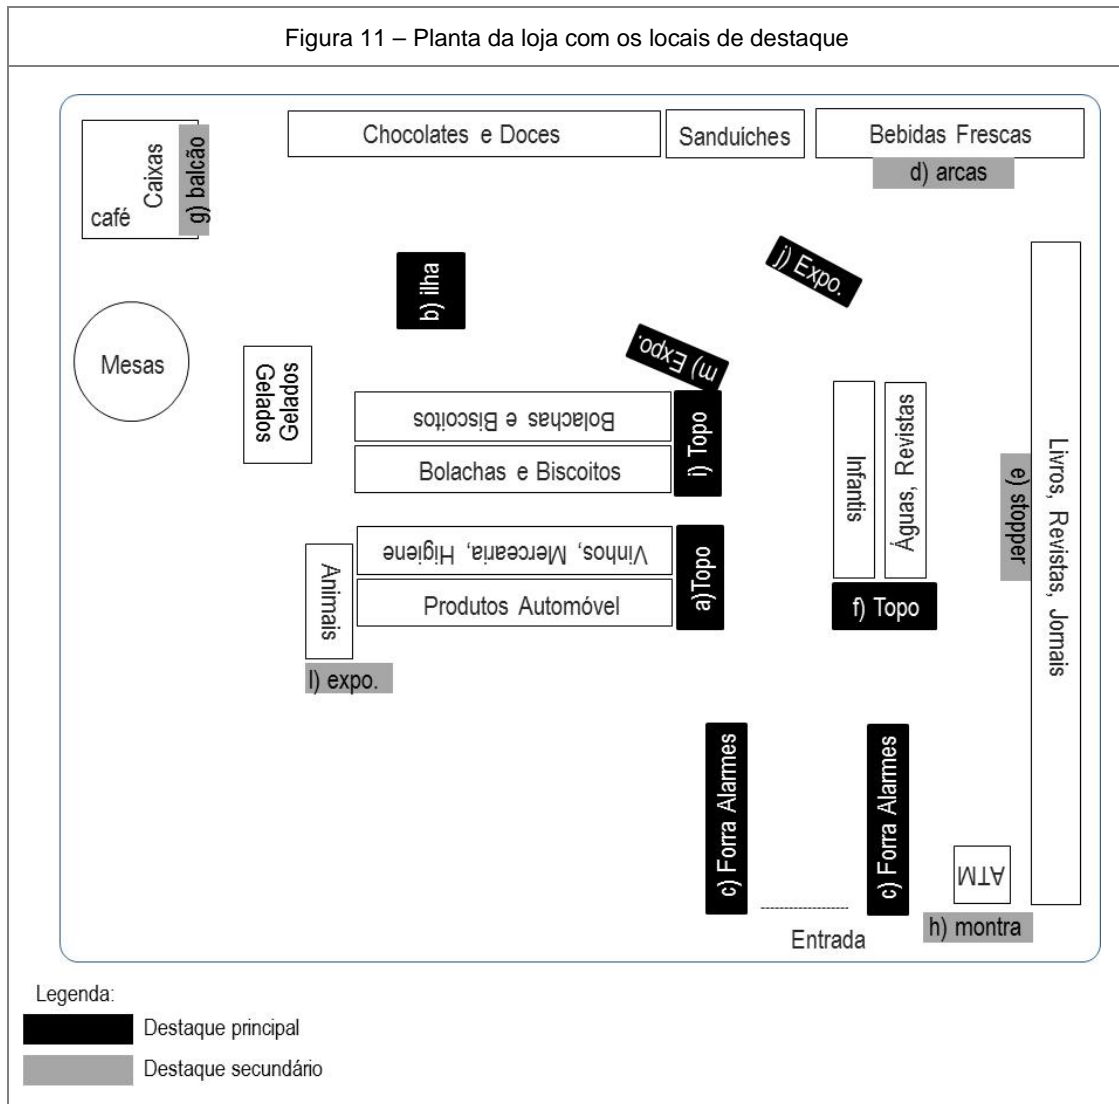 Figura 11 – Planta da loja com os locais de destaque
Chocolates e Doces
Sanduíches
Bebidas Frescas
d) arcas
Caixas
café
g) balcão
b) ilha
j) Expo.
m) Expo.
Mesas
Gelados
Gelados
Bolachas e Biscoitos
Bolachas e Biscoitos
i) Topo
Infantis
Águas, Revistas
e) stopper
Livros, Revistas, Jornais
Vinhos, Mercearia, Higiene
Produtos Automóvel
a)Topo
f) Topo
Animais
l) expo.
c) Forra Alarmes
c) Forra Alarmes
ATM
h) montra
Entrada
Legenda:
Destaque principal
Destaque secundário